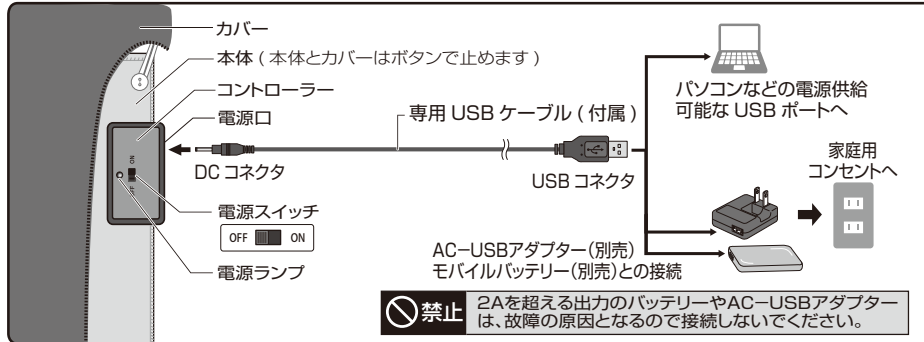 カバー
本体 ( 本体とカバーはボタンで止めます )
コントローラー
電源口
DC コネクタ
ON
OFF
電源スイッチ
OFF ON
電源ランプ
専用 USB ケーブル ( 付属 )
USB コネクタ
パソコンなどの電源供給
可能な USB ポートへ
家庭用
コンセントへ
AC−USBアダプター(別売)
モバイルバッテリー(別売)との接続
禁止
2Aを超える出力のバッテリーやAC−USBアダプター
は、故障の原因となるので接続しないでください。